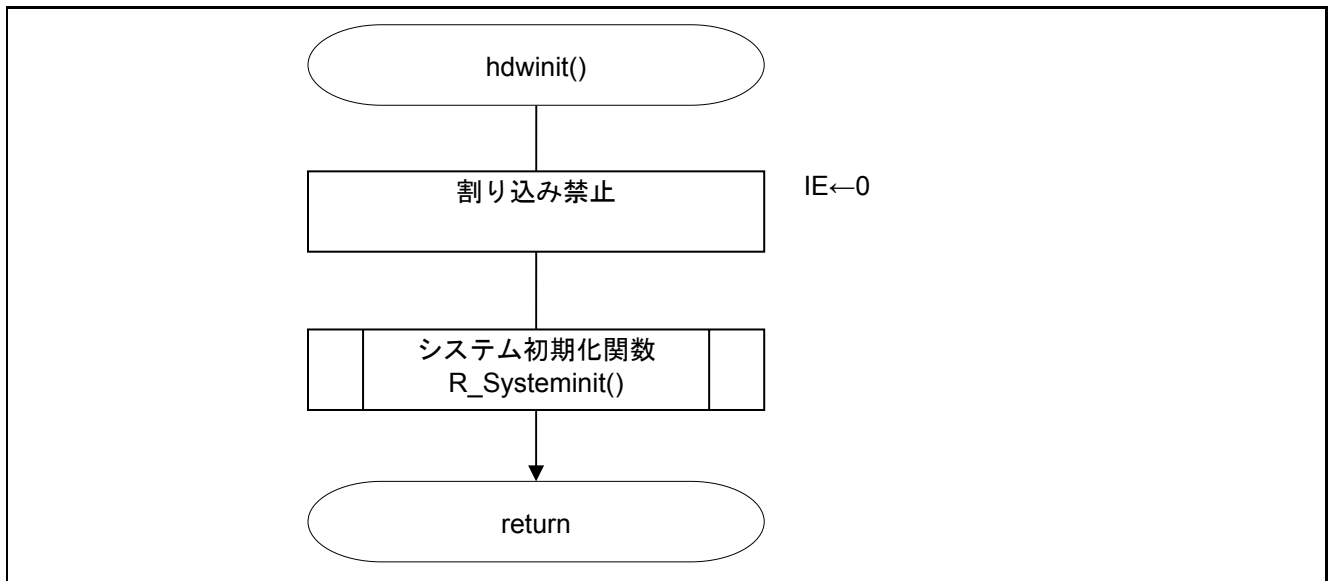 hdwinit()
割り込み禁止
IE←0
システム初期化関数
R_Systeminit()
return